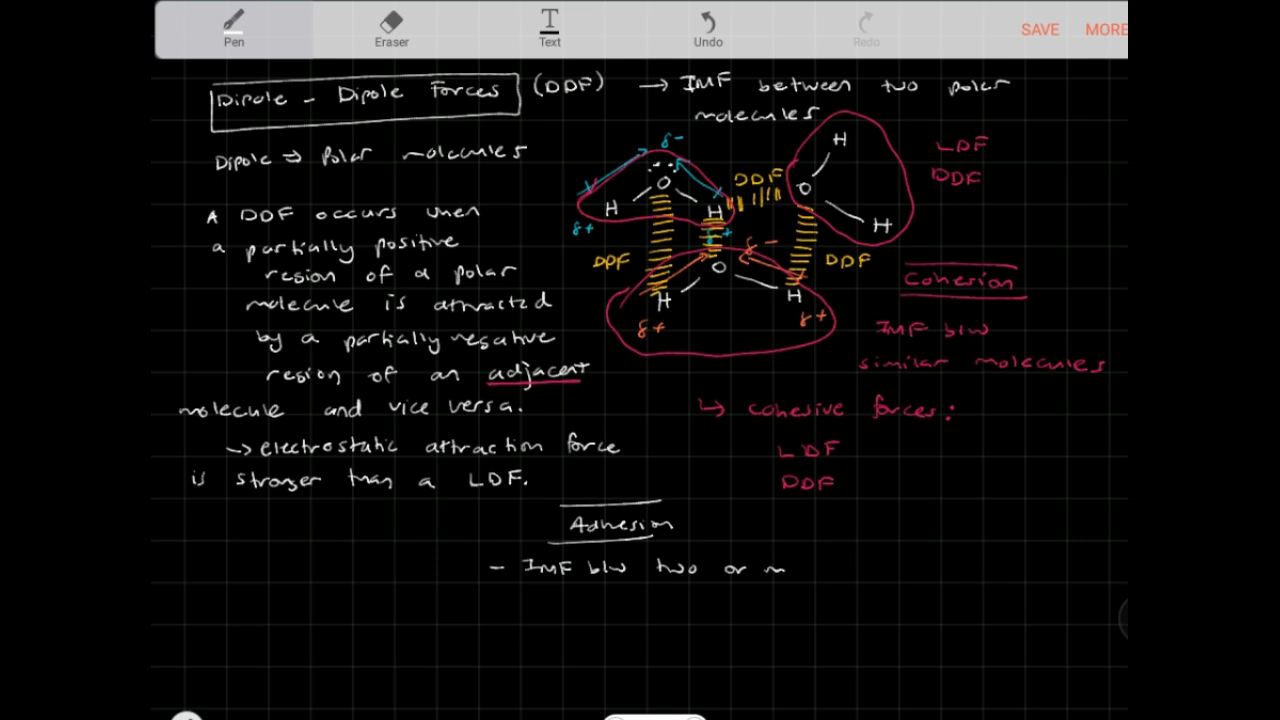 Pen Eraser Text Undo Redo SAVE MORE
Dipole - Dipole Forces (DDF) → IMF between two polar
molecules
Dipole ⇒ Polar molecules
A DDF occurs when
a partially positive
region of a polar
molecule is attracted
by a partially negative
region of an adjacent
molecule and vice versa.
↳ electrostatic attraction force
is stronger than a LDF.
δ-
O
H
H
δ+
δ+
DDF
H
O
H
DDF
DDF
δ-
O
H
H
δ+
δ+
LDF
DDF
Cohesion
IMF b/w
similar molecules
↳ cohesive forces:
LDF
DDF
Adhesion
- IMF b/w two or m